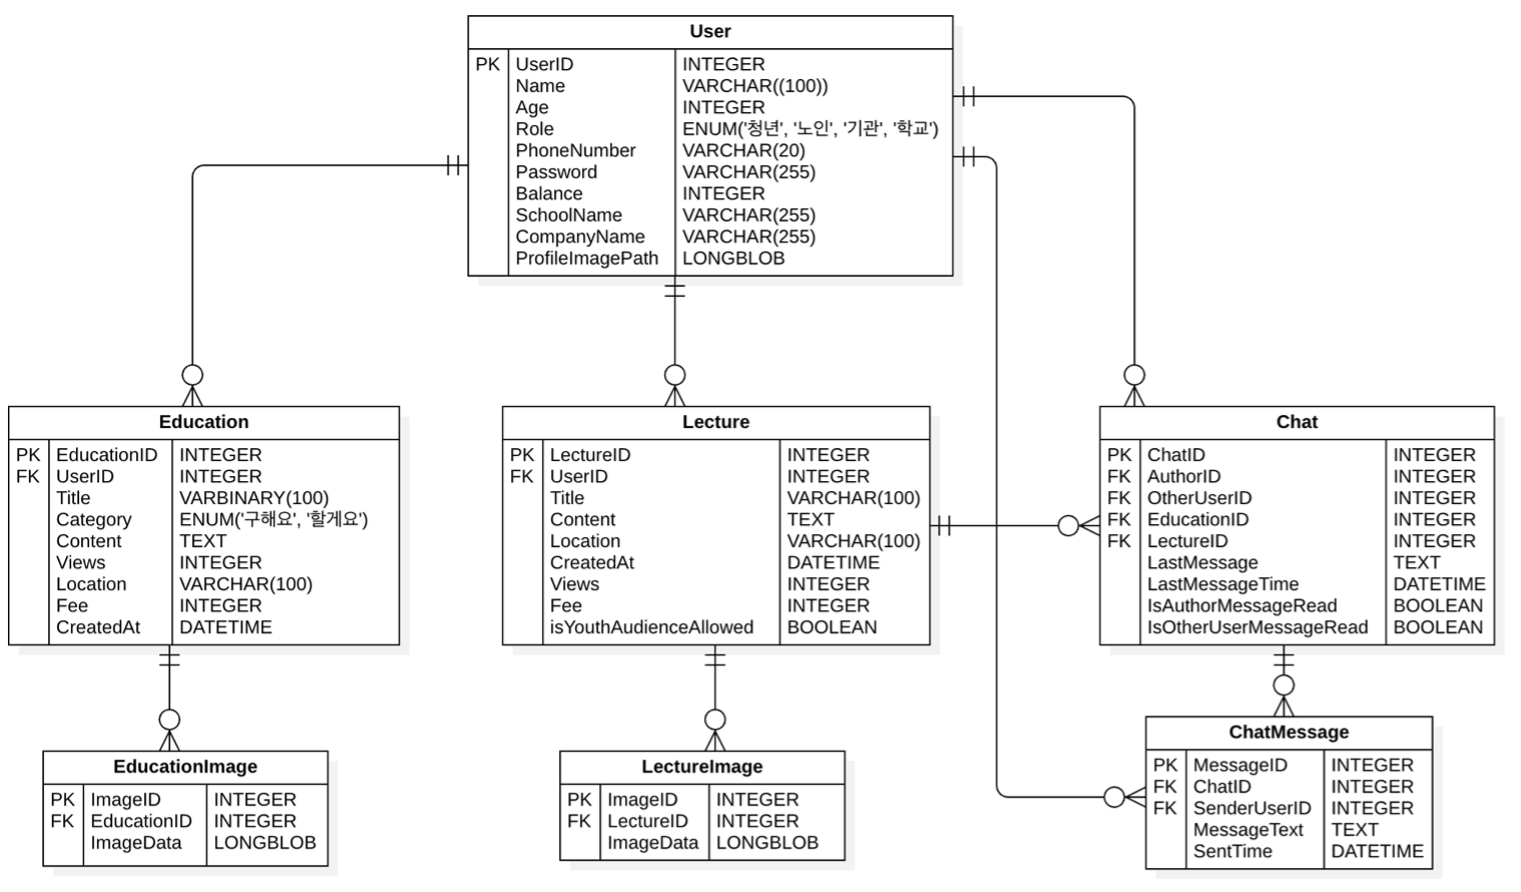 User
PK UserID INTEGER
Name VARCHAR((100))
Age INTEGER
Role ENUM('청년', '노인', '기관', '학교')
PhoneNumber VARCHAR(20)
Password VARCHAR(255)
Balance INTEGER
SchoolName VARCHAR(255)
CompanyName VARCHAR(255)
ProfileImagePath LONGBLOB
Education
PK EducationID INTEGER
FK UserID INTEGER
Title VARBINARY(100)
Category ENUM('구해요', '할게요')
Content TEXT
Views INTEGER
Location VARCHAR(100)
Fee INTEGER
CreatedAt DATETIME
Lecture
PK LectureID INTEGER
FK UserID INTEGER
Title VARCHAR(100)
Content TEXT
Location VARCHAR(100)
CreatedAt DATETIME
Views INTEGER
Fee INTEGER
isYouthAudienceAllowed BOOLEAN
Chat
PK ChatID INTEGER
FK AuthorID INTEGER
FK OtherUserID INTEGER
FK EducationID INTEGER
FK LectureID INTEGER
LastMessage TEXT
LastMessageTime DATETIME
IsAuthorMessageRead BOOLEAN
IsOtherUserMessageRead BOOLEAN
EducationImage
PK ImageID INTEGER
FK EducationID INTEGER
ImageData LONGBLOB
LectureImage
PK ImageID INTEGER
FK LectureID INTEGER
ImageData LONGBLOB
ChatMessage
PK MessageID INTEGER
FK ChatID INTEGER
FK SenderUserID INTEGER
MessageText TEXT
SentTime DATETIME